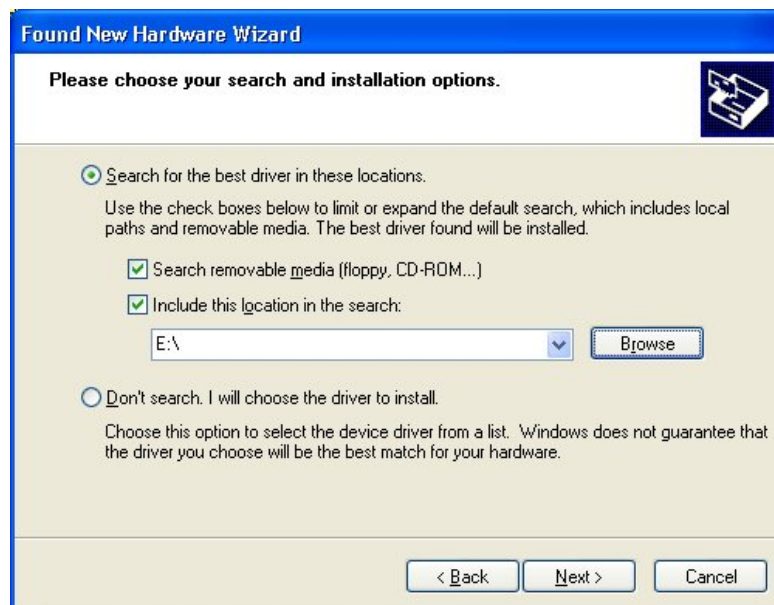 Found New Hardware Wizard
Please choose your search and installation options.
Search for the best driver in these locations.
Use the check boxes below to limit or expand the default search, which includes local
paths and removable media. The best driver found will be installed.
Search removable media (floppy, CD-ROM...)
Include this location in the search:
E:\
Browse
Don't search. I will choose the driver to install.
Choose this option to select the device driver from a list. Windows does not guarantee that
the driver you choose will be the best match for your hardware.
< Back Next > Cancel